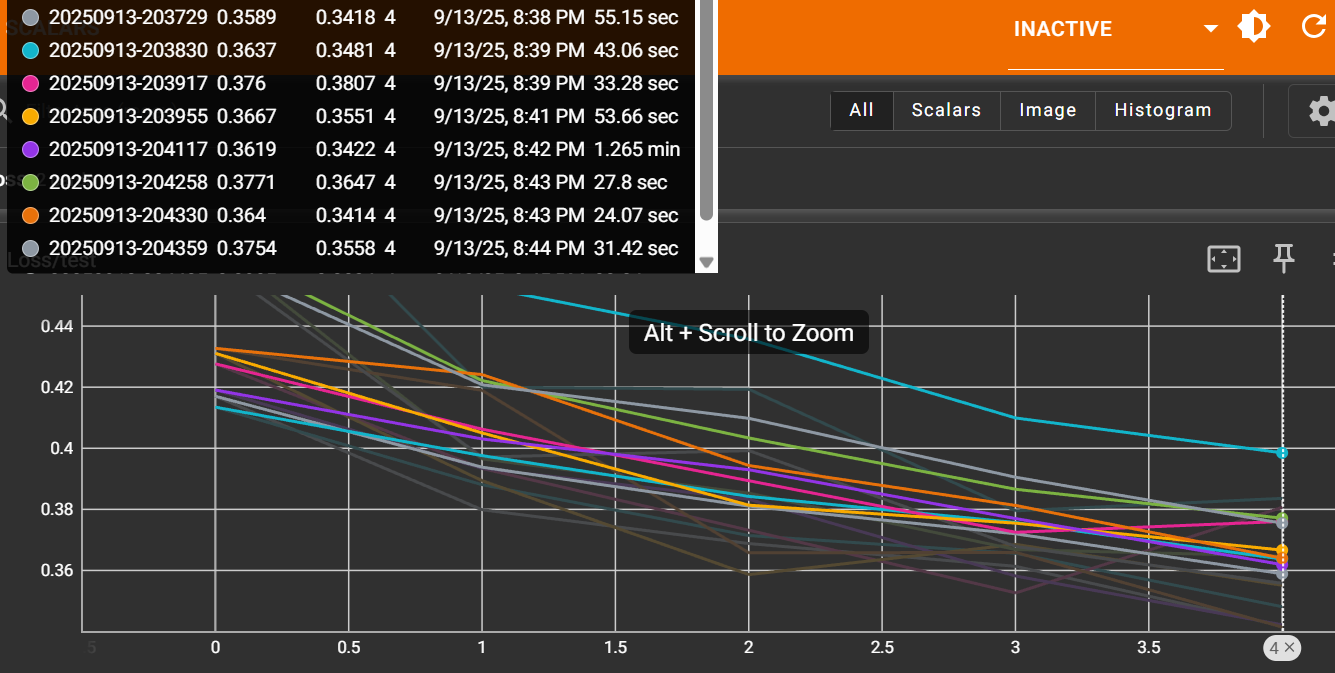 20250913-203729 0.3589 0.3418 4 9/13/25, 8:38 PM 55.15 sec
SCALARS
INACTIVE
20250913-203830 0.3637 0.3481 4 9/13/25, 8:39 PM 43.06 sec
20250913-203917 0.376 0.3807 4 9/13/25, 8:39 PM 33.28 sec
20250913-203955 0.3667 0.3551 4 9/13/25, 8:41 PM 53.66 sec
All Scalars Image Histogram
20250913-204117 0.3619 0.3422 4 9/13/25, 8:42 PM 1.265 min
20250913-204258 0.3771 0.3647 4 9/13/25, 8:43 PM 27.8 sec
20250913-204330 0.364 0.3414 4 9/13/25, 8:43 PM 24.07 sec
20250913-204359 0.3754 0.3558 4 9/13/25, 8:44 PM 31.42 sec
Loss/test
Alt + Scroll to Zoom
0.44
0.42
0.4
0.38
0.36
5 0 0.5 1 1.5 2 2.5 3 3.5 4 ×